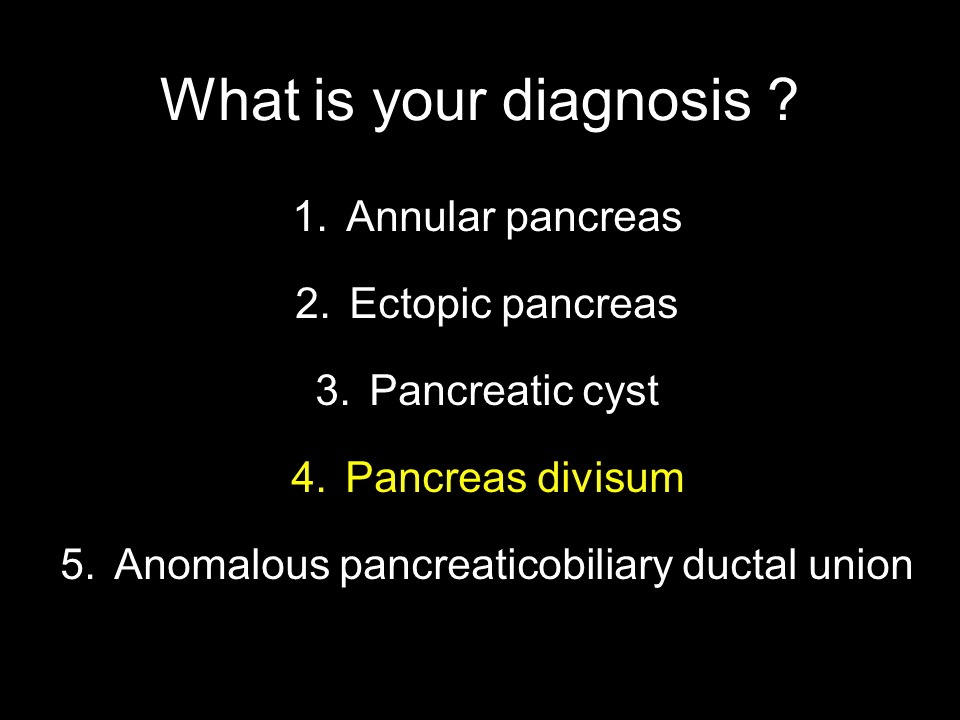 What is your diagnosis ?
1. Annular pancreas
2. Ectopic pancreas
3. Pancreatic cyst
4. Pancreas divisum
5. Anomalous pancreaticobiliary ductal union